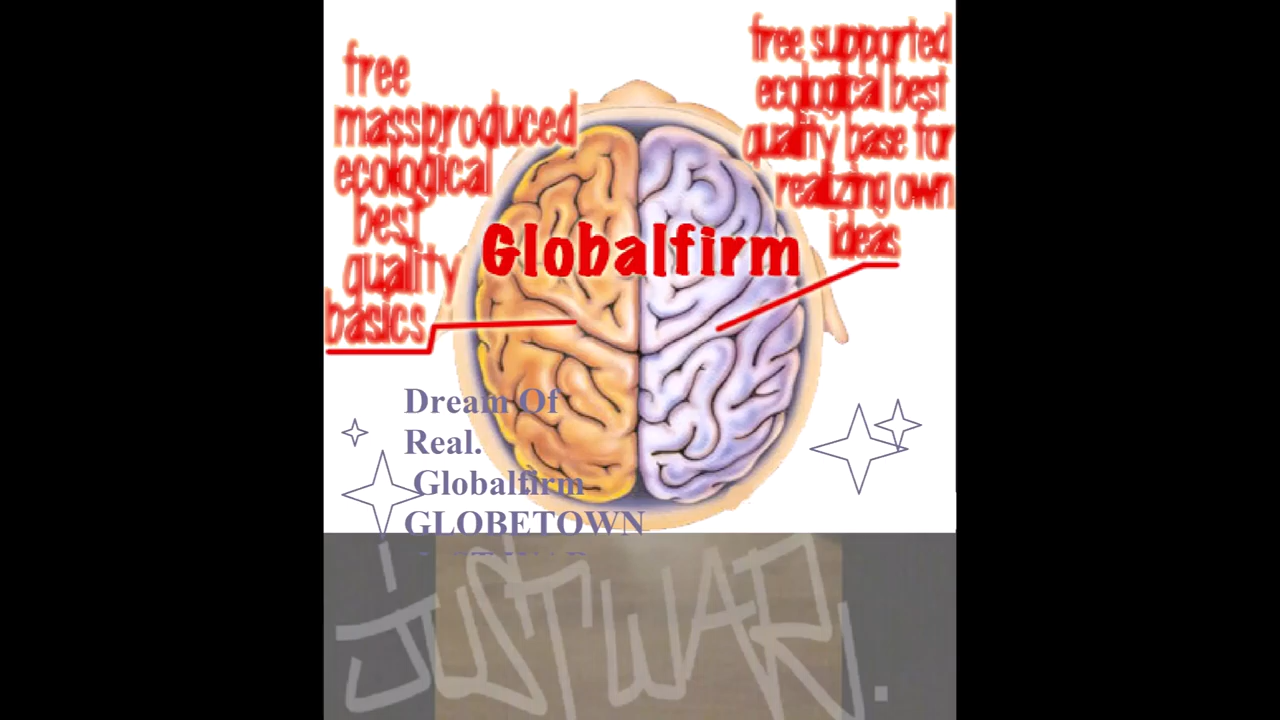 free
massproduced
ecological
best
quality
basics
free supported
ecological best
quality base for
realizing own
ideas
Globalfirm
Dream Of
Real.
Globalfirm
GLOBETOWN
JUST WAR.